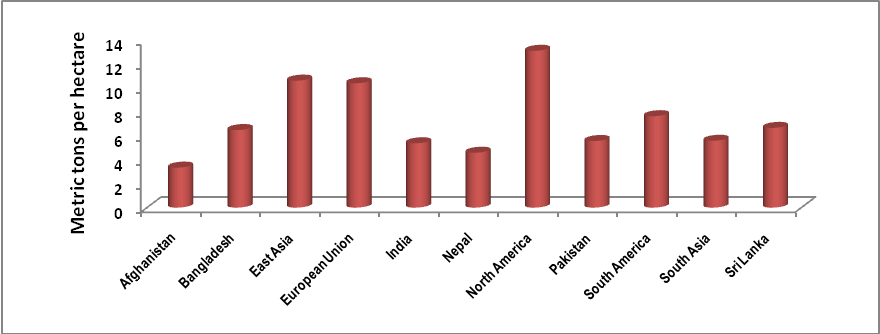 Metric tons per hectare
14
12
10
8
6
4
2
0
Afghanistan
Bangladesh
East Asia
European Union
India
Nepal
North America
Pakistan
South America
South Asia
Sri Lanka